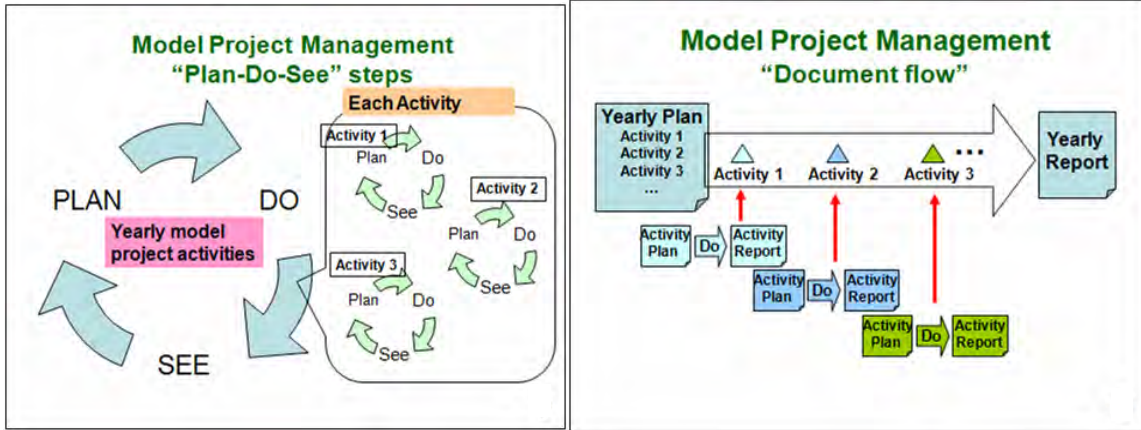 Model Project Management
“Plan-Do-See” steps
Each Activity
Activity 1
Plan
Do
See
Activity 2
Plan
Do
See
Activity 3
Plan
Do
See
PLAN
DO
Yearly model
project activities
SEE
Model Project Management
“Document flow”
Yearly Plan
Activity 1
Activity 2
Activity 3
...
Activity 1
Activity 2
Activity 3
...
Yearly
Report
Activity
Plan
Do
Activity
Report
Activity
Plan
Do
Activity
Report
Activity
Plan
Do
Activity
Report